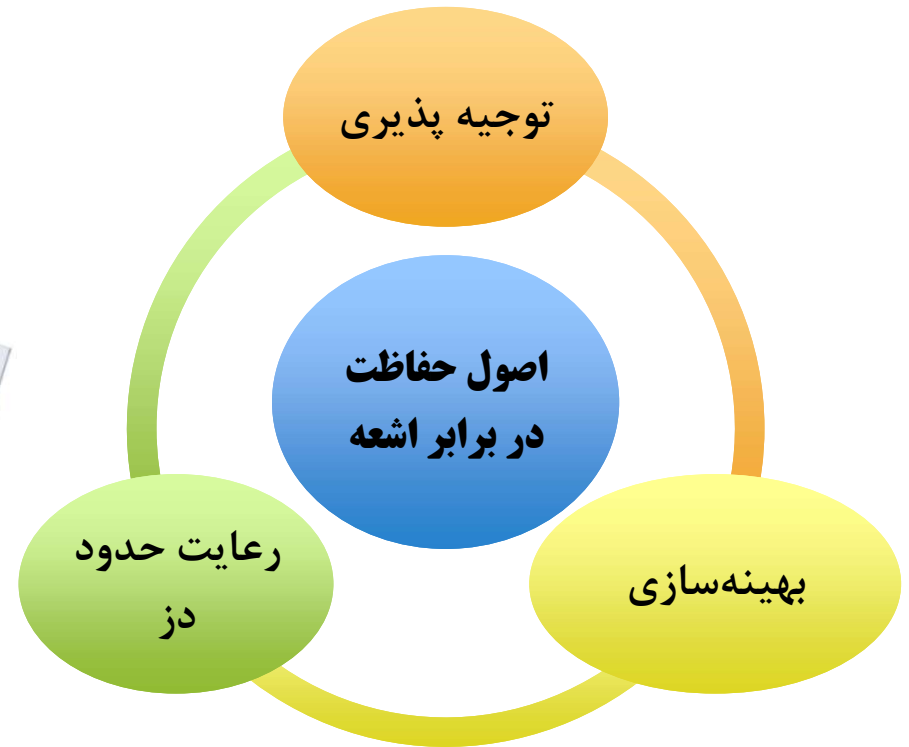 توجیه پذیری
اصول حفاظت
در برابر اشعه
رعایت حدود
دز
بهینه‌سازی